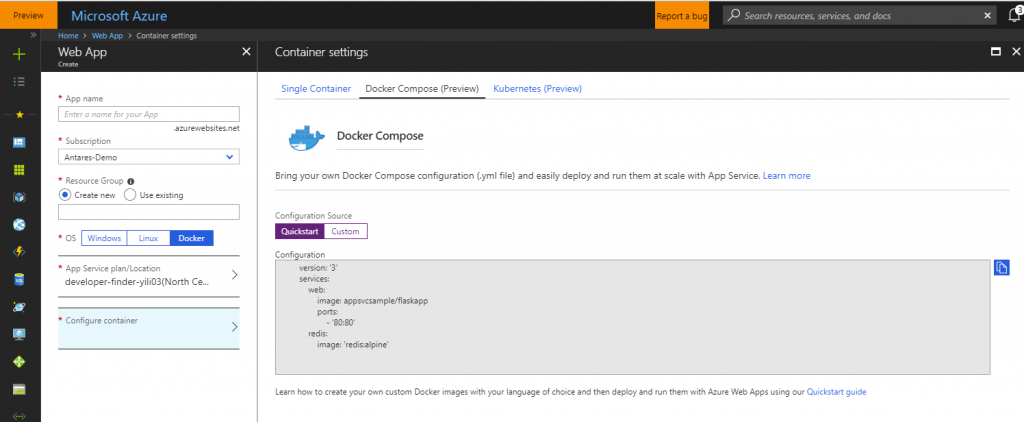 Preview
Microsoft Azure
Report a bug
Search resources, services, and docs
3
Home > Web App > Container settings
Web App
Create
* App name
Enter a name for your App
.azurewebsites.net
* Subscription
Antares-Demo
* Resource Group
Create new
Use existing
* OS
Windows
Linux
Docker
* App Service plan/Location
developer-finder-yili03(North Ce...
* Configure container
Container settings
Single Container
Docker Compose (Preview)
Kubernetes (Preview)
Docker Compose
Bring your own Docker Compose configuration (.yml file) and easily deploy and run them at scale with App Service. Learn more
Configuration Source
Quickstart
Custom
Configuration
version: '3'
services:
web:
image: appsvcsample/flaskapp
ports:
- '80:80'
redis:
image: 'redis:alpine'
Learn how to create your own custom Docker images with your language of choice and then deploy and run them with Azure Web Apps using our Quickstart guide